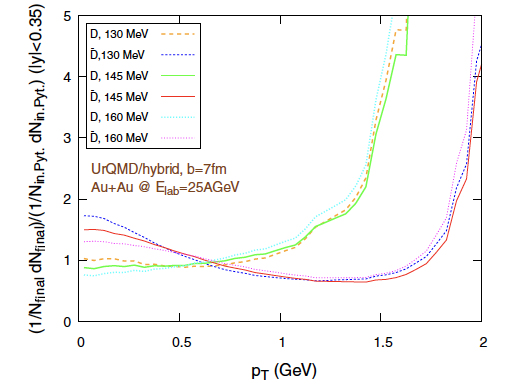 (1/Nfinal dNfinal)/(1/Nin.Pyt. dNin.Pyt.) (|y|<0.35)
5
4
3
2
1
0
D, 130 MeV
D̄,130 MeV
D, 145 MeV
D̄, 145 MeV
D, 160 MeV
D̄, 160 MeV
UrQMD/hybrid, b=7fm
Au+Au @ Elab=25AGeV
0
0.5
1
1.5
2
pT (GeV)